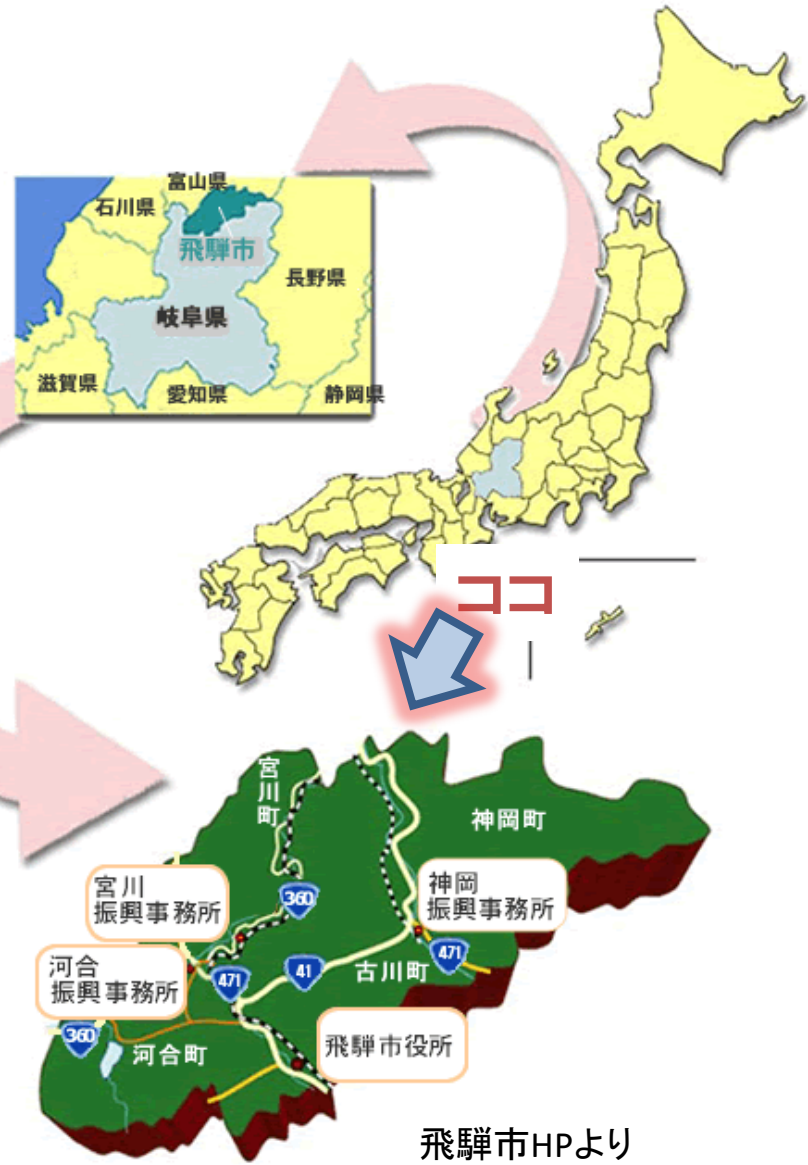 富山県
石川県
飛騨市
長野県
岐阜県
滋賀県
愛知県
静岡県
ココ
宮川町
神岡町
宮川
振興事務所
360
神岡
振興事務所
河合
振興事務所
471
41
古川町
471
360
河合町
飛騨市役所
飛騨市HPより